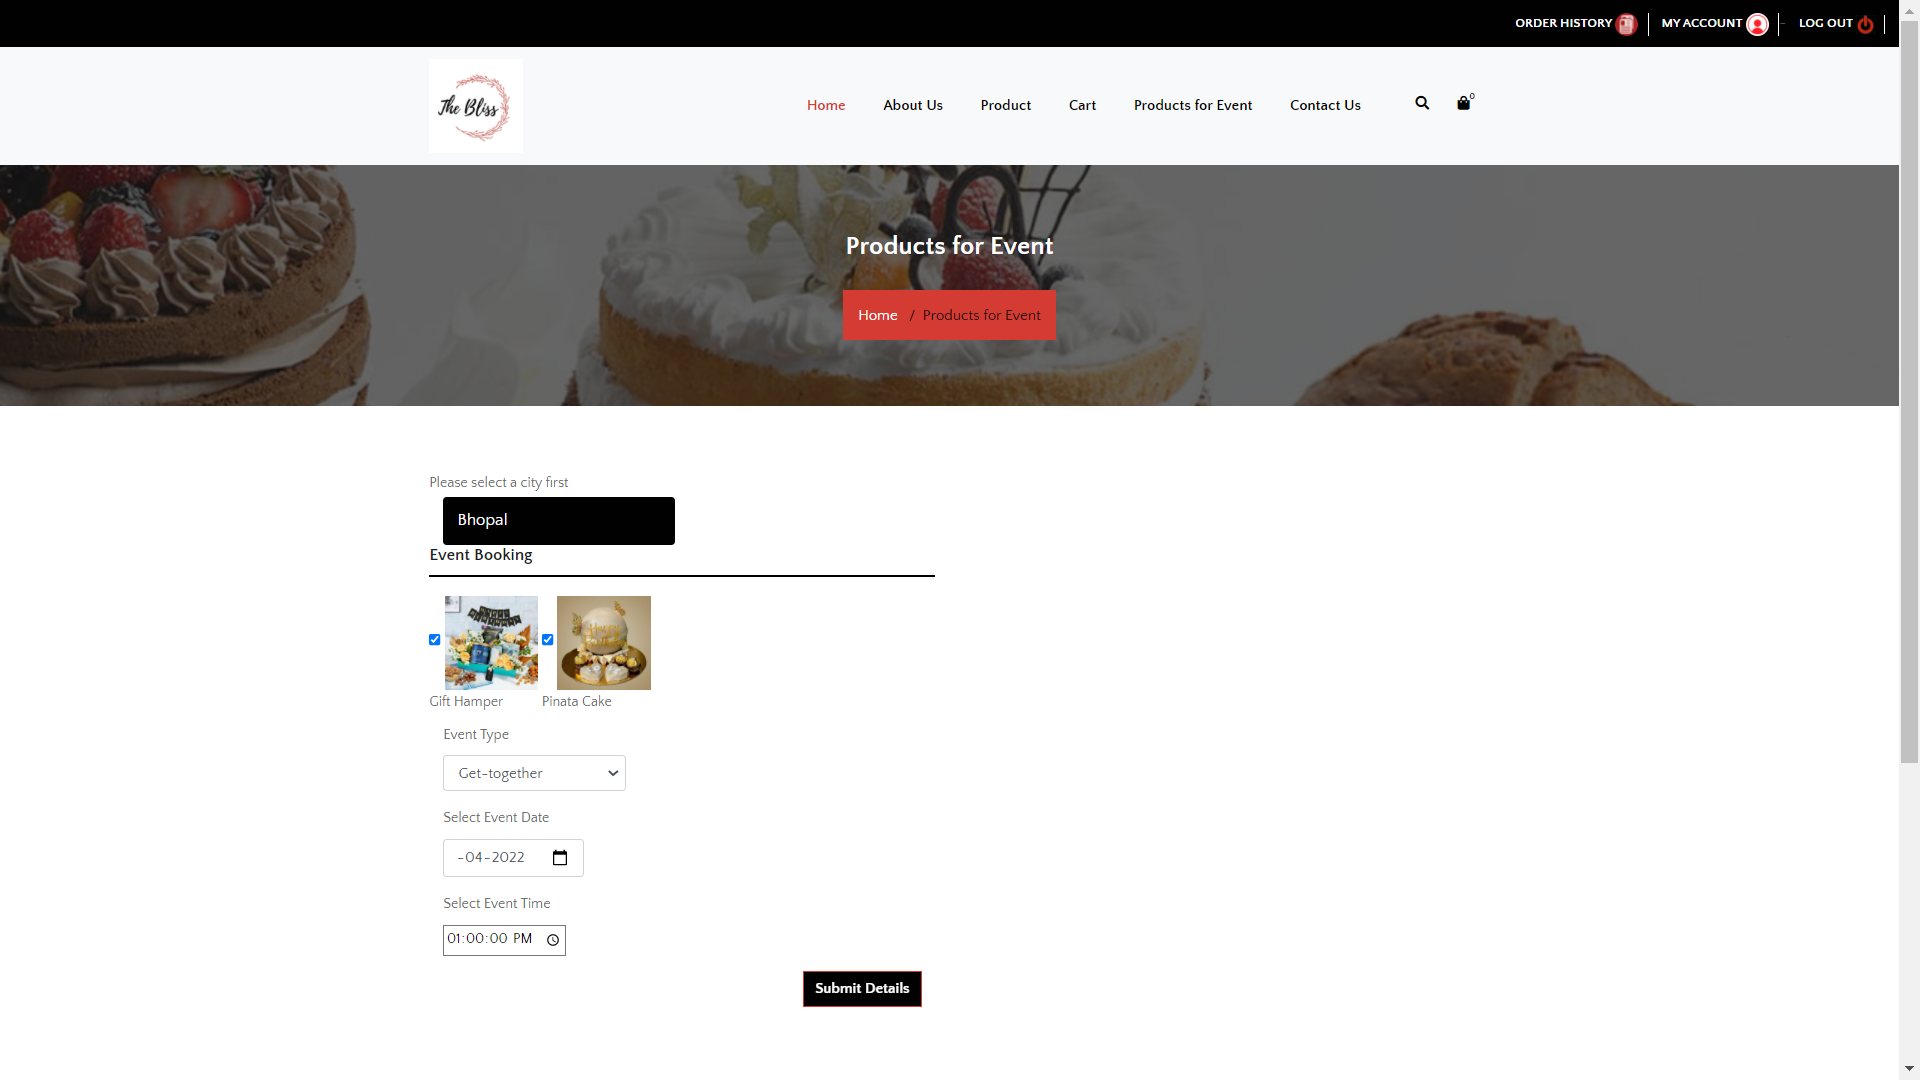 ORDER HISTORY
MY ACCOUNT
LOG OUT
The Bliss
Home
About Us
Product
Cart
Products for Event
Contact Us
0
Products for Event
Home / Products for Event
Please select a city first
Bhopal
Event Booking
Gift Hamper
Pinata Cake
Event Type
Get-together
Select Event Date
-04-2022
Select Event Time
01:00:00 PM
Submit Details